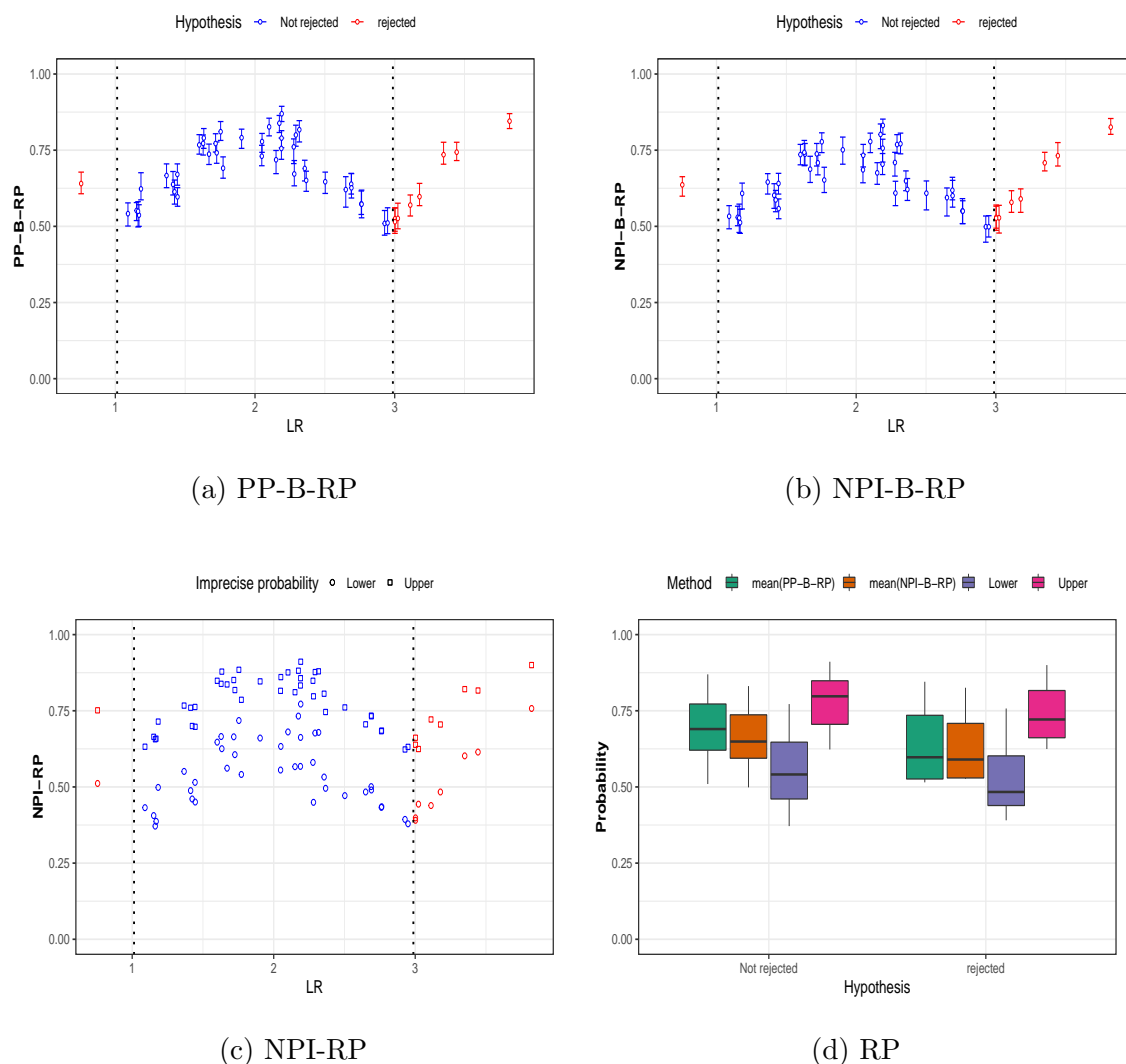 Hypothesis Not rejected rejected
PP−B−RP
1.00
0.75
0.50
0.25
0.00
1 2 3
LR
(a) PP-B-RP
Hypothesis Not rejected rejected
NPI−B−RP
1.00
0.75
0.50
0.25
0.00
1 2 3
LR
(b) NPI-B-RP
Imprecise probability Lower Upper
NPI−RP
1.00
0.75
0.50
0.25
0.00
1 2 3
LR
(c) NPI-RP
Method mean(PP−B−RP) mean(NPI−B−RP) Lower Upper
Probability
1.00
0.75
0.50
0.25
0.00
Not rejected rejected
Hypothesis
(d) RP